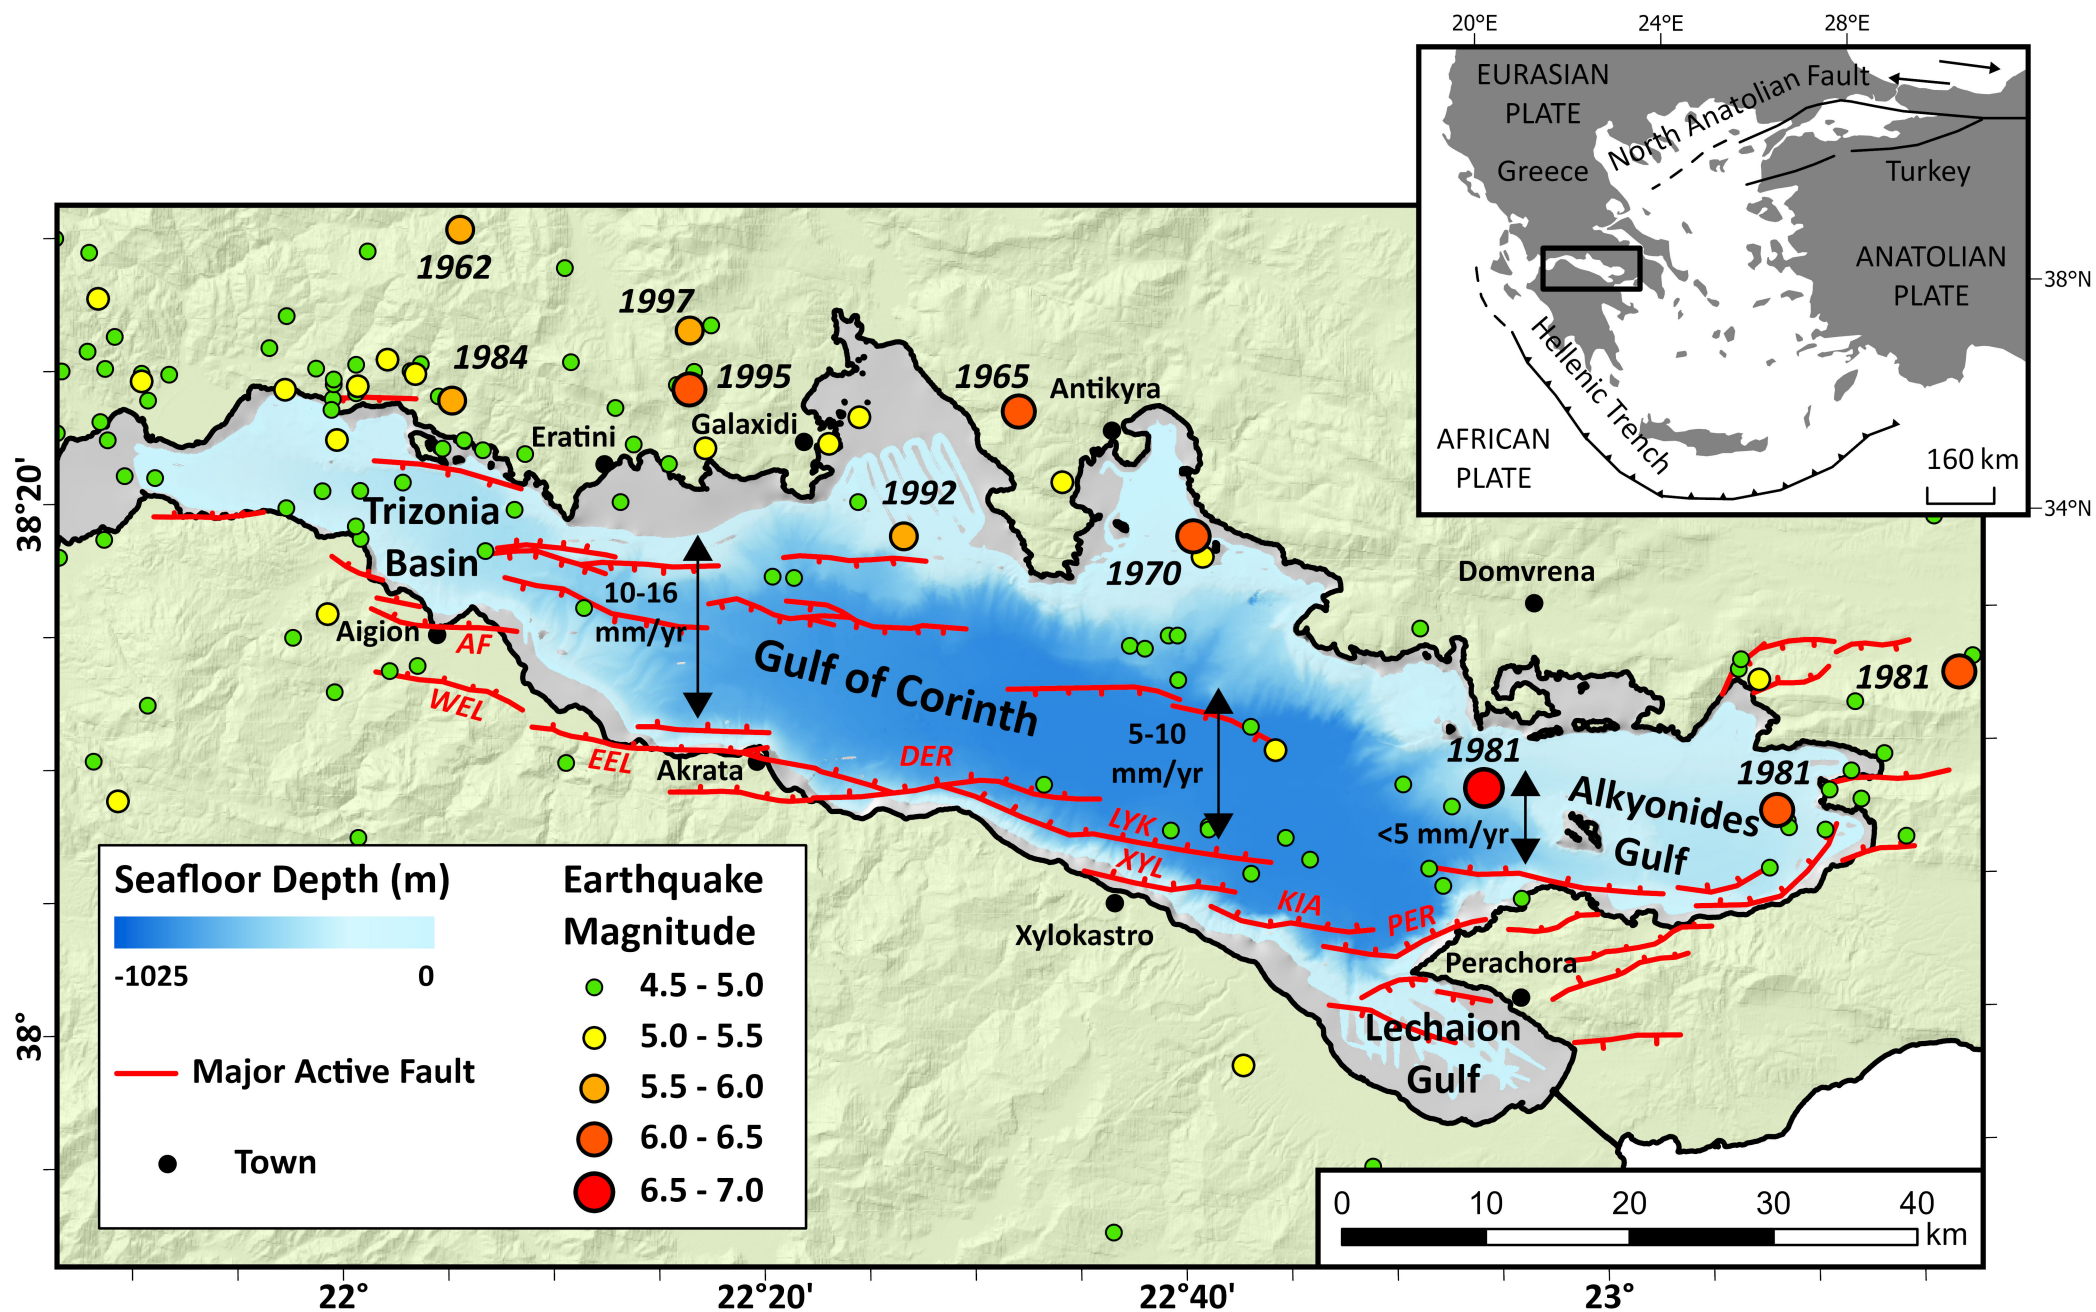 20°E
24°E
28°E
EURASIAN
PLATE
North Anatolian Fault
Greece
Turkey
ANATOLIAN
PLATE
38°N
Hellenic Trench
AFRICAN
PLATE
160 km
34°N
1962
1997
1984
1995
1965
Antikyra
Galaxidi
Eratini
38°20'
1992
Trizonia
Basin
1970
Domvrena
10-16
mm/yr
Aigion
AF
Gulf of Corinth
1981
WEL
5-10
mm/yr
1981
EEL
Akrata
DER
1981
Alkyonides
Gulf
<5 mm/yr
LYK
XYL
KIA
PER
Xylokastro
Perachora
Lechaion
Gulf
38°
Seafloor Depth (m)
-1025
0
Major Active Fault
Town
Earthquake
Magnitude
4.5 - 5.0
5.0 - 5.5
5.5 - 6.0
6.0 - 6.5
6.5 - 7.0
0
10
20
30
40
km
22°
22°20'
22°40'
23°